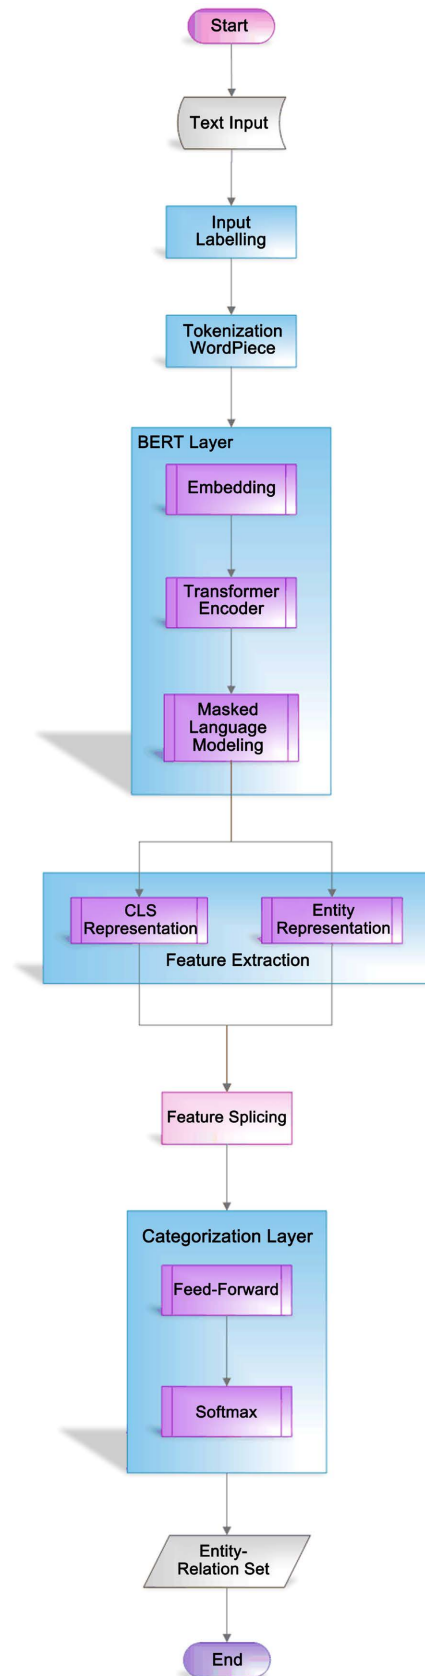 Start
Text Input
Input
Labelling
Tokenization
WordPiece
BERT Layer
Embedding
Transformer
Encoder
Masked
Language
Modeling
CLS
Representation
Entity
Representation
Feature Extraction
Feature Splicing
Categorization Layer
Feed-Forward
Softmax
Entity-
Relation Set
End